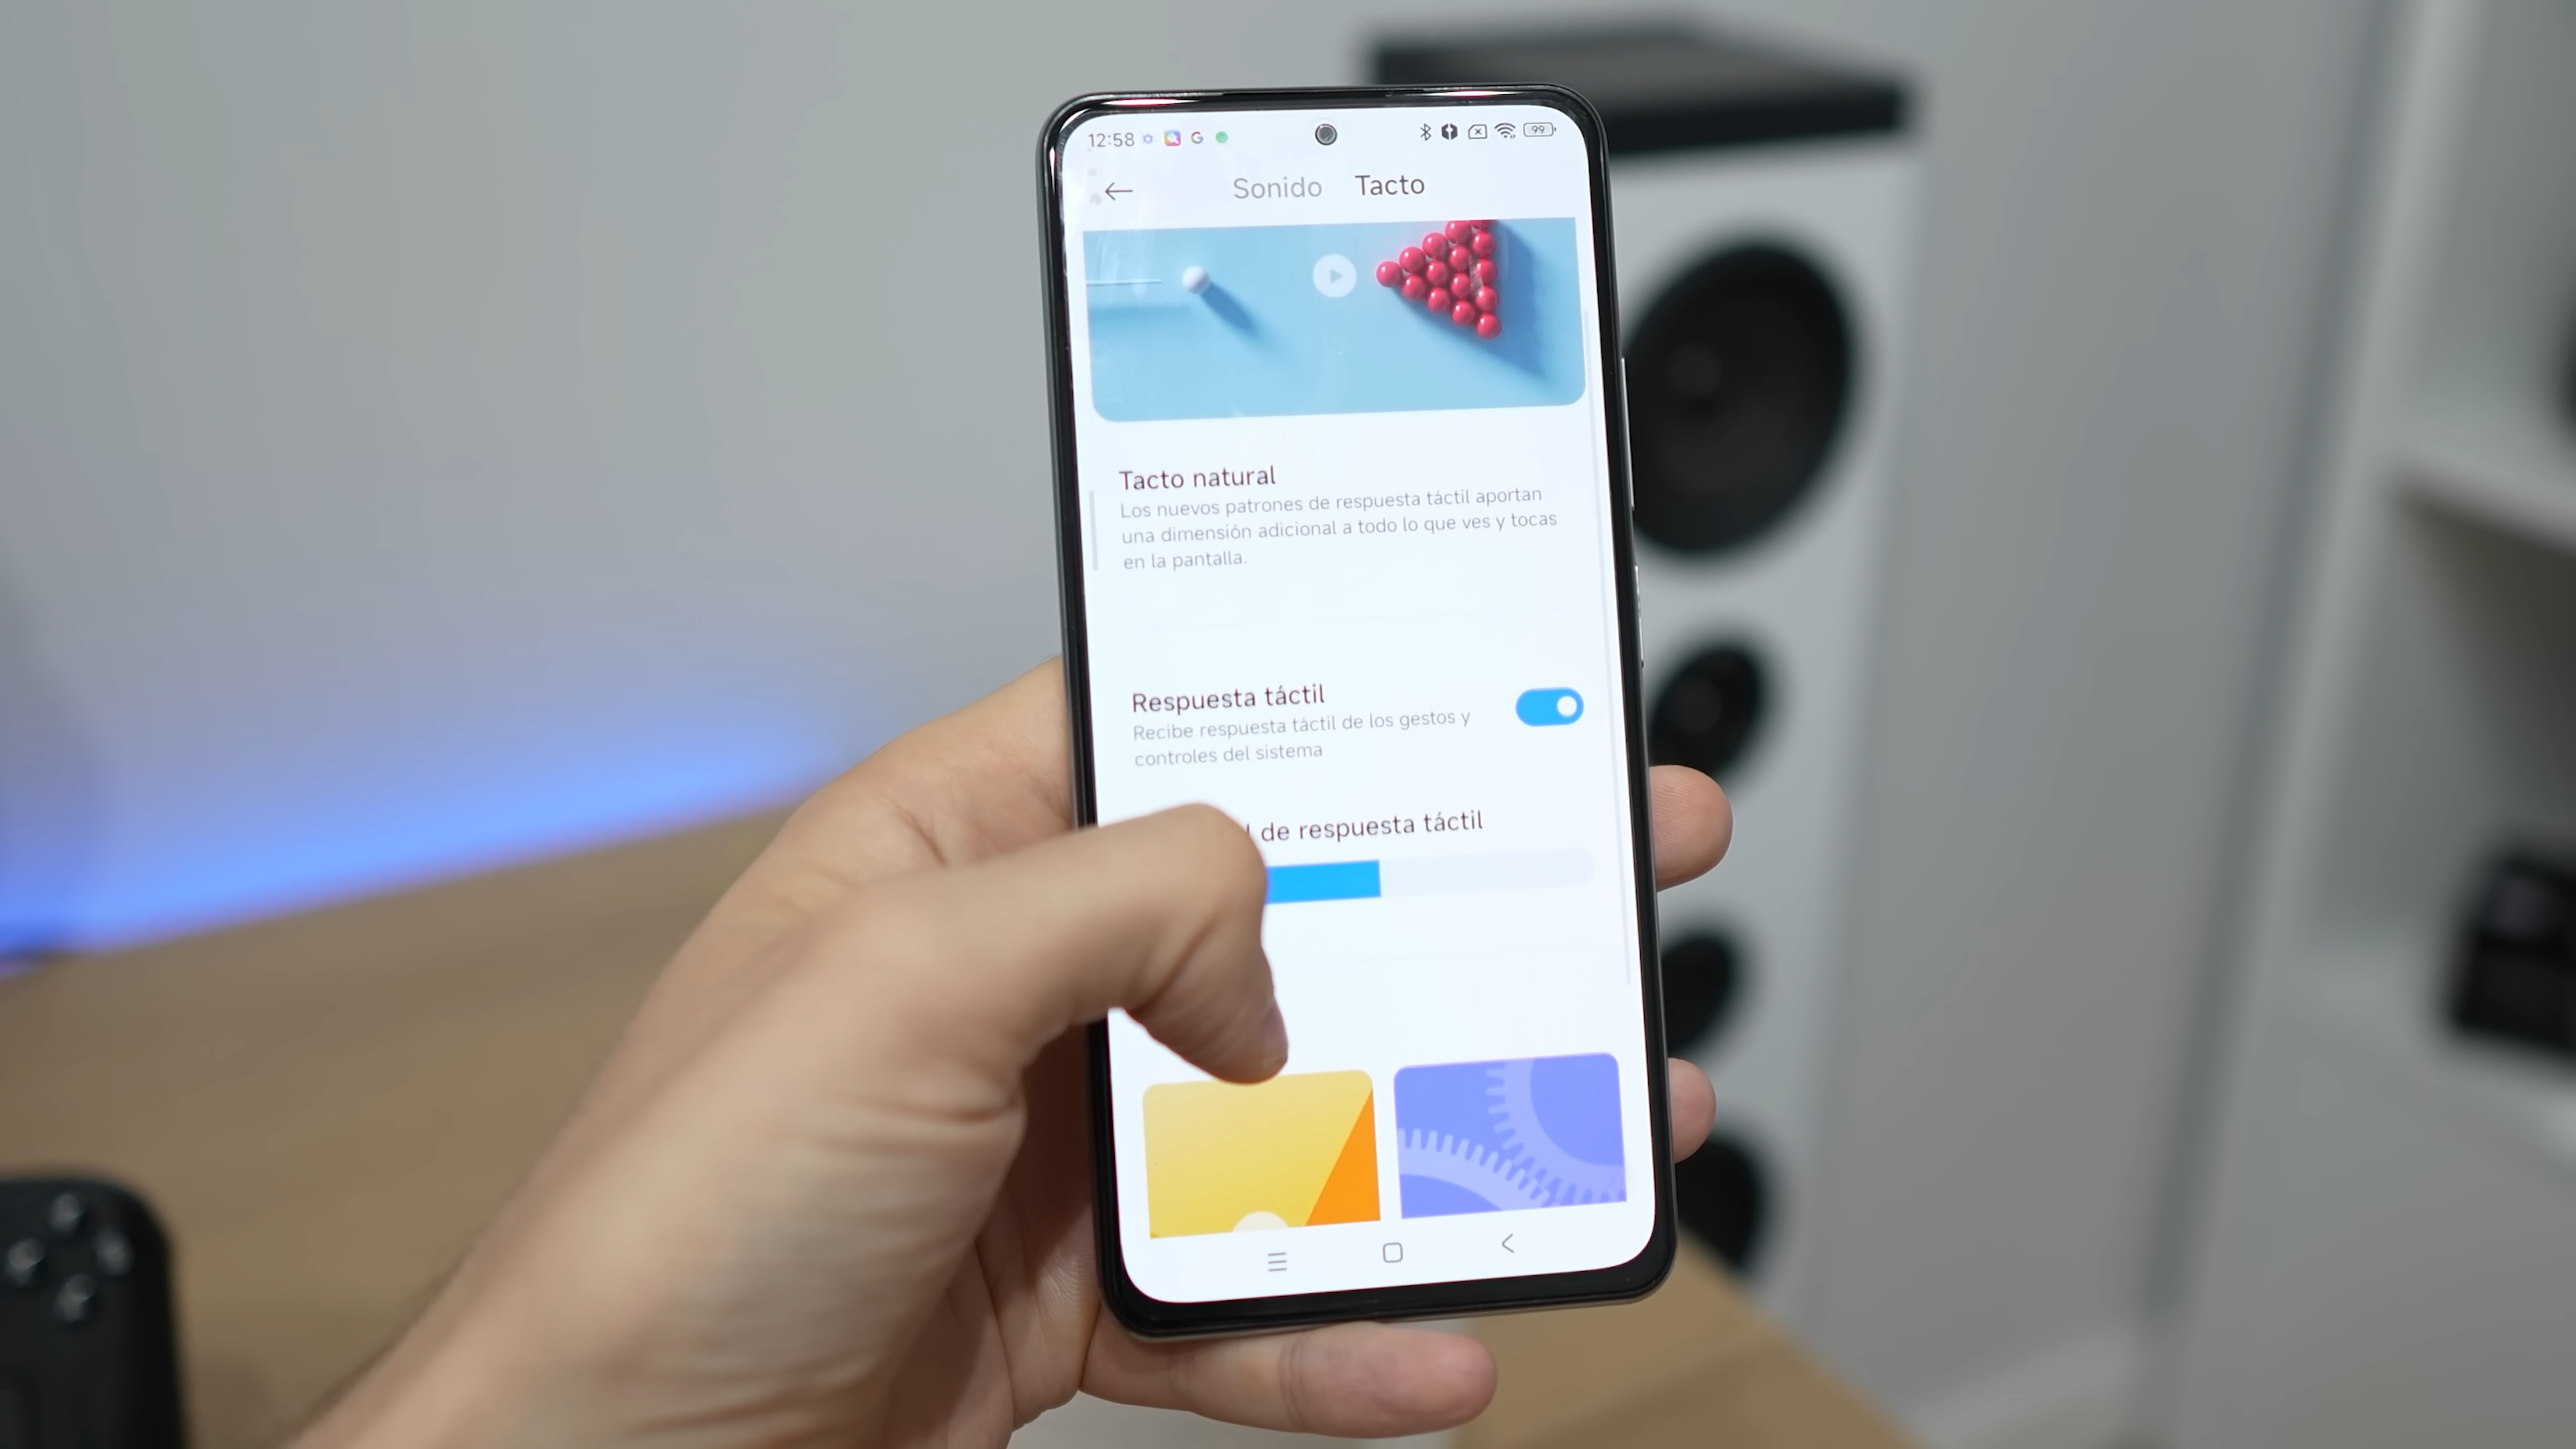 12:58 G 99
Sonido Tacto
Tacto natural
Los nuevos patrones de respuesta táctil aportan
una dimensión adicional a todo lo que ves y tocas
en la pantalla.
Respuesta táctil
Recibe respuesta táctil de los gestos y
controles del sistema
de respuesta táctil